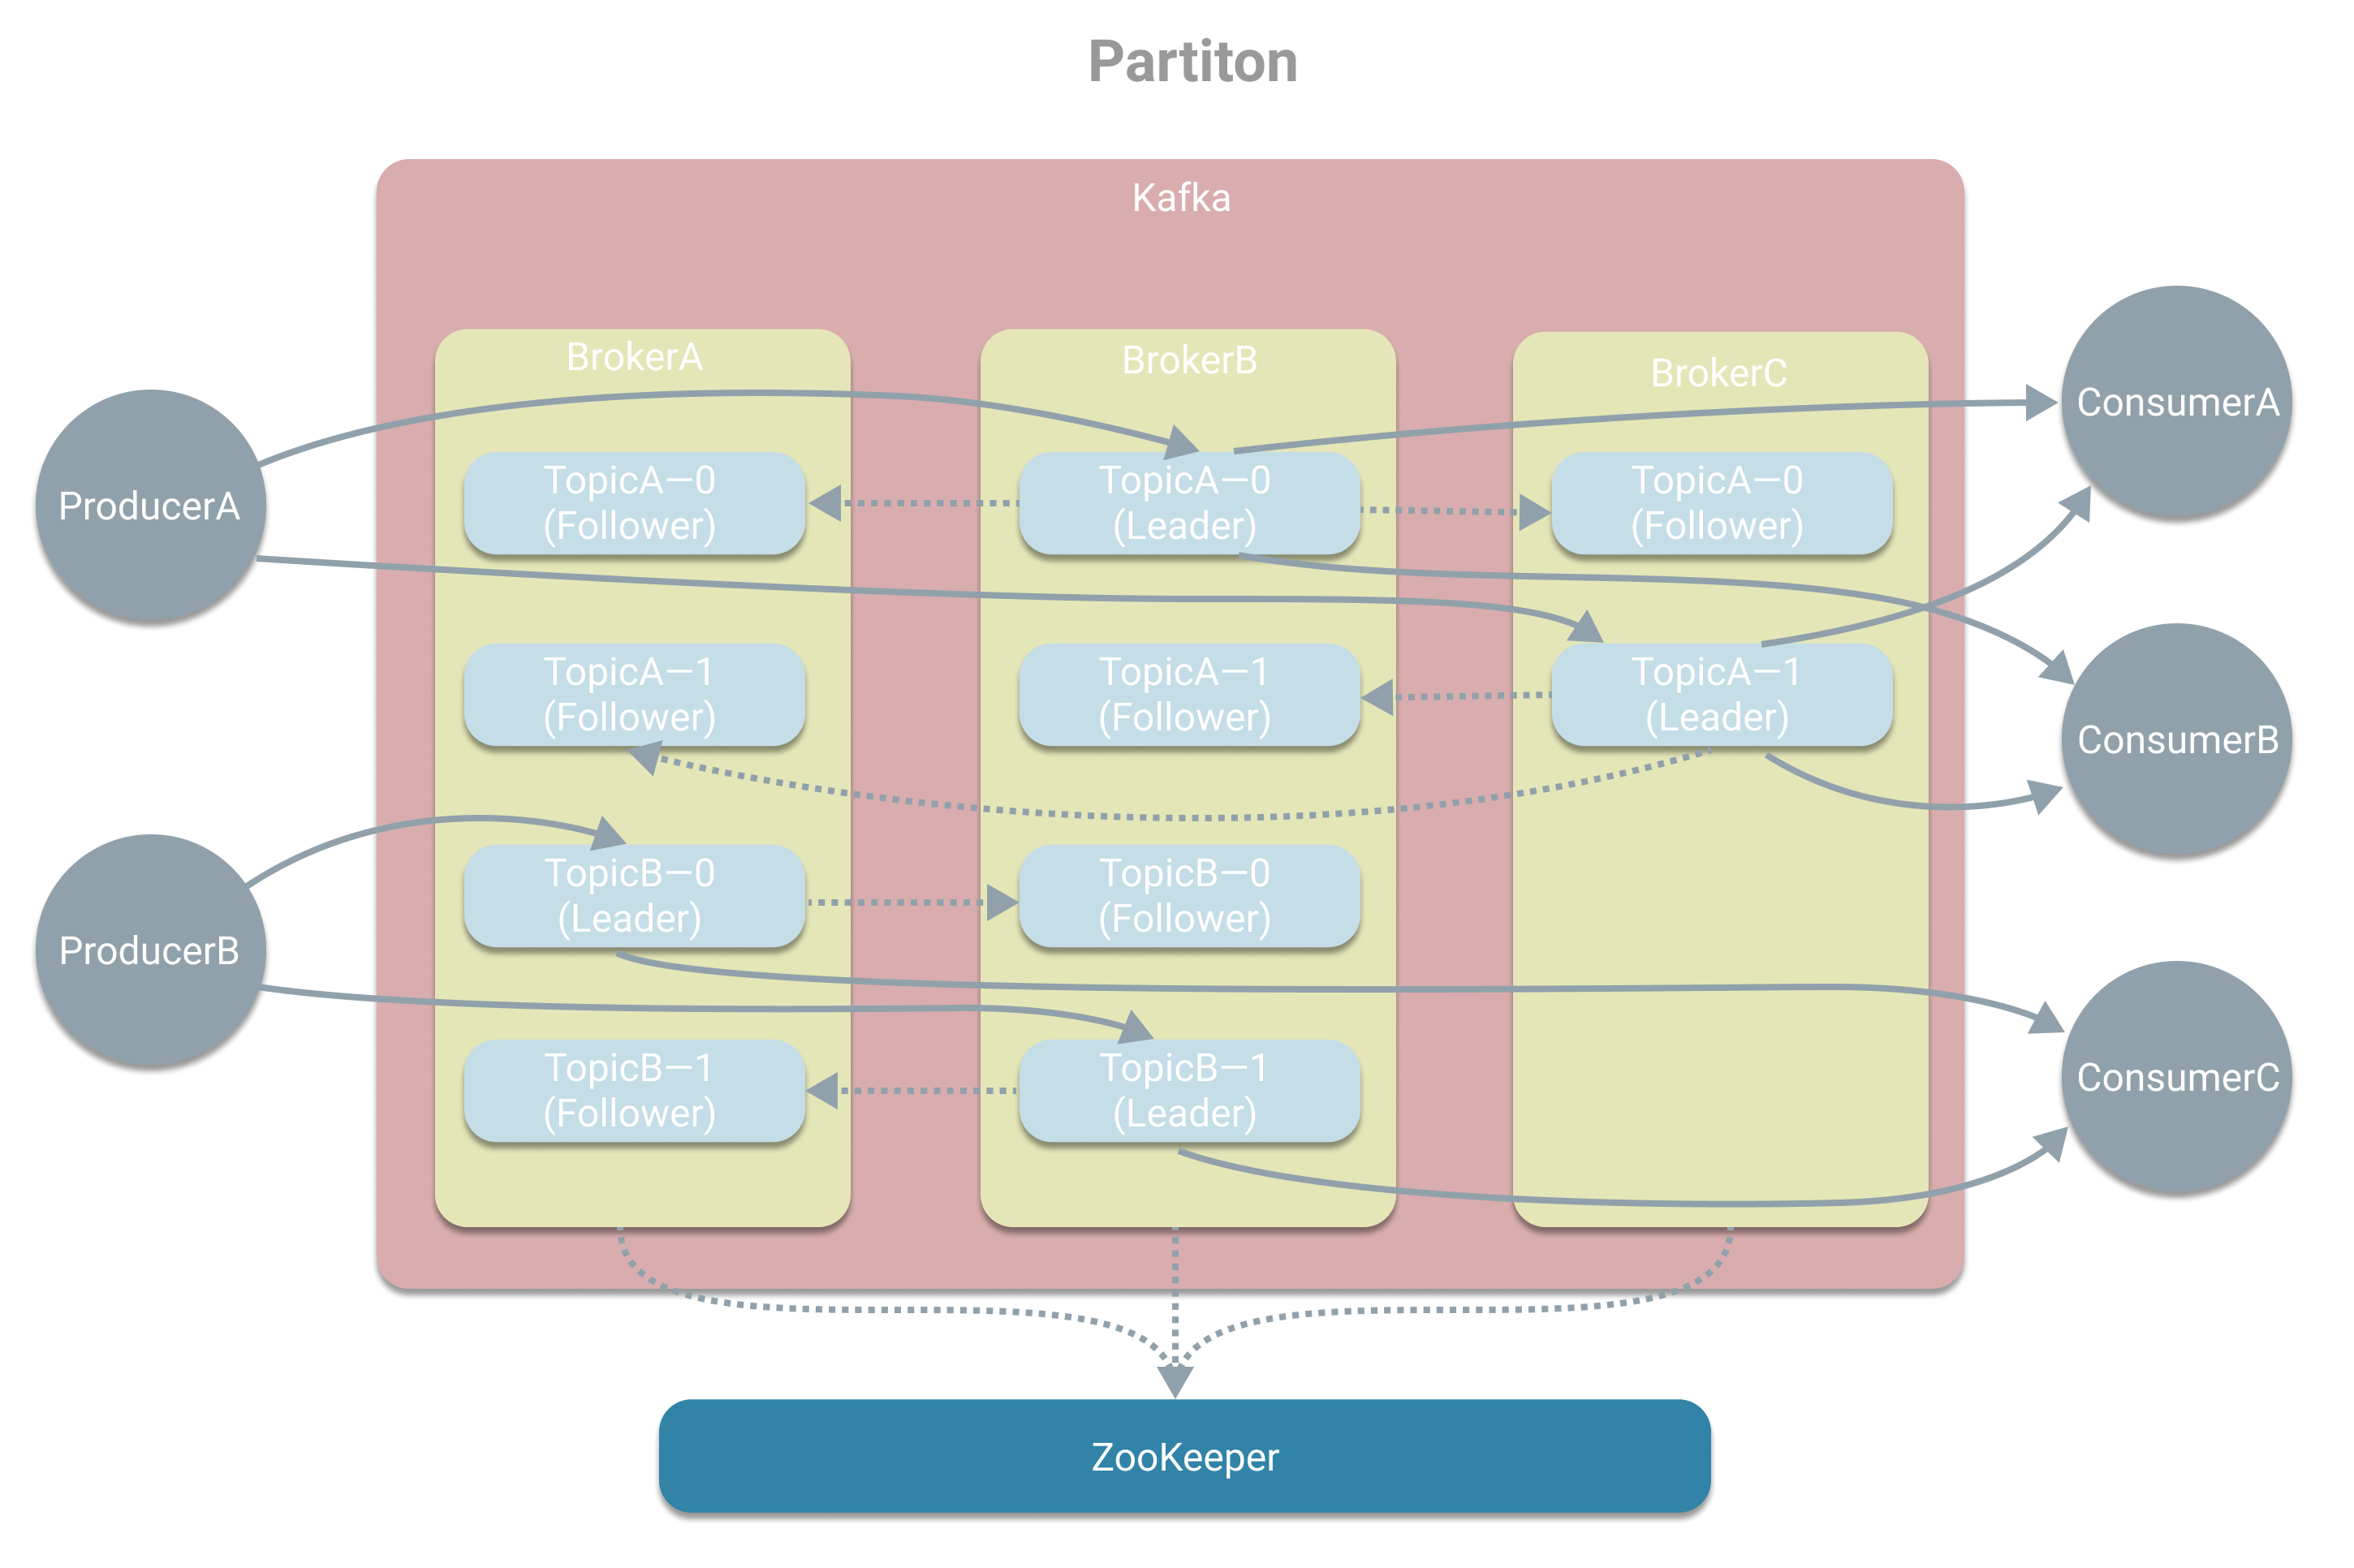 Partiton
Kafka
BrokerA
BrokerB
BrokerC
ProducerA
ProducerB
TopicA—0
(Follower)
TopicA—0
(Leader)
TopicA—0
(Follower)
TopicA—1
(Follower)
TopicA—1
(Follower)
TopicA—1
(Leader)
TopicB—0
(Leader)
TopicB—0
(Follower)
TopicB—1
(Follower)
TopicB—1
(Leader)
ConsumerA
ConsumerB
ConsumerC
ZooKeeper